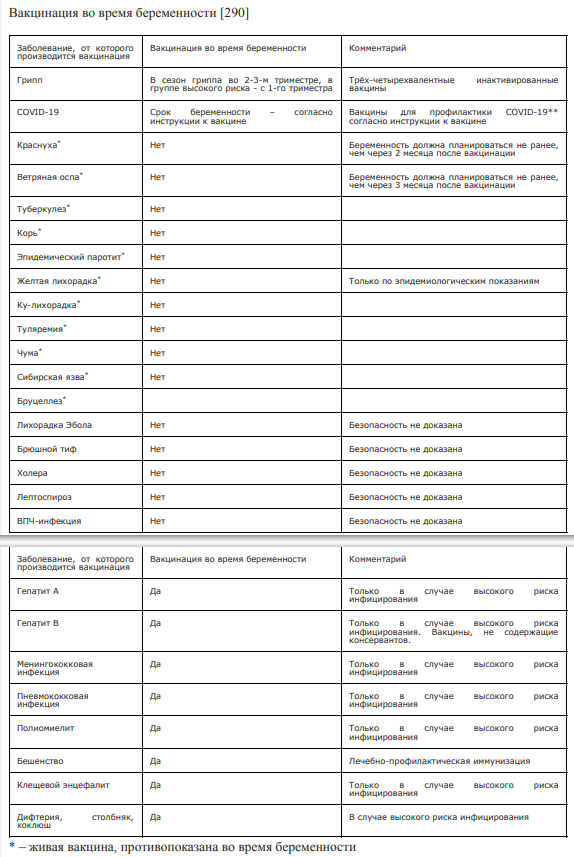 Вакцинация во время беременности [290]
Заболевание, от которого производится вакцинация | Вакцинация во время беременности | Комментарий
Грипп | В сезон гриппа во 2-3-м триместре, в группе высокого риска - с 1-го триместра | Трёх-четырехвалентные инактивированные вакцины
COVID-19 | Срок беременности – согласно инструкции к вакцине | Вакцины для профилактики COVID-19** согласно инструкции к вакцине
Краснуха* | Нет | Беременность должна планироваться не ранее, чем через 2 месяца после вакцинации
Ветряная оспа* | Нет | Беременность должна планироваться не ранее, чем через 3 месяца после вакцинации
Туберкулез* | Нет
Корь* | Нет
Эпидемический паротит* | Нет
Желтая лихорадка* | Нет | Только по эпидемиологическим показаниям
Ку-лихорадка* | Нет
Туляремия* | Нет
Чума* | Нет
Сибирская язва* | Нет
Бруцеллез*
Лихорадка Эбола | Нет | Безопасность не доказана
Брюшной тиф | Нет | Безопасность не доказана
Холера | Нет | Безопасность не доказана
Лептоспироз | Нет | Безопасность не доказана
ВПЧ-инфекция | Нет | Безопасность не доказана
Заболевание, от которого производится вакцинация | Вакцинация во время беременности | Комментарий
Гепатит А | Да | Только в случае высокого риска инфицирования
Гепатит В | Да | Только в случае высокого риска инфицирования. Вакцины, не содержащие консервантов.
Менингококковая инфекция | Да | Только в случае высокого риска инфицирования
Пневмококковая инфекция | Да | Только в случае высокого риска инфицирования
Полиомиелит | Да | Только в случае высокого риска инфицирования
Бешенство | Да | Лечебно-профилактическая иммунизация
Клещевой энцефалит | Да | Только в случае высокого риска инфицирования
Дифтерия, столбняк, коклюш | Да | В случае высокого риска инфицирования
* – живая вакцина, противопоказана во время беременности